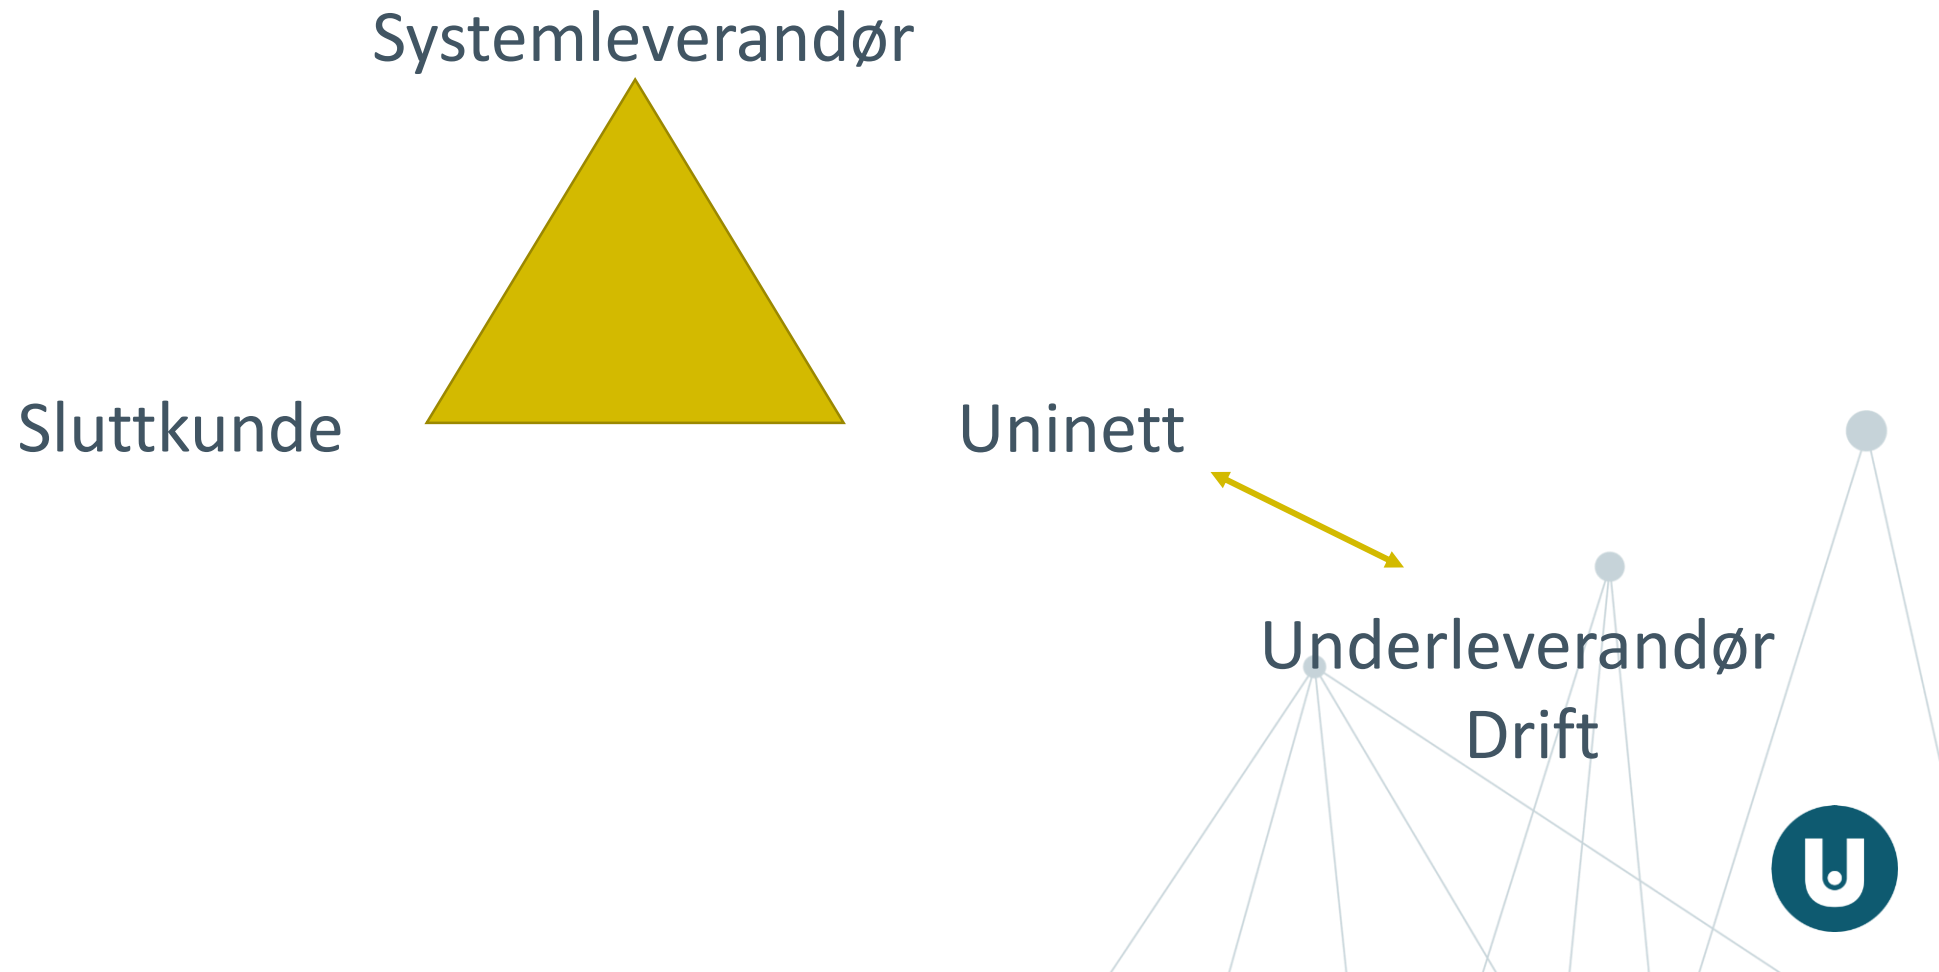 Systemleverandør
Sluttkunde
Uninett
Underleverandør
Drift
U